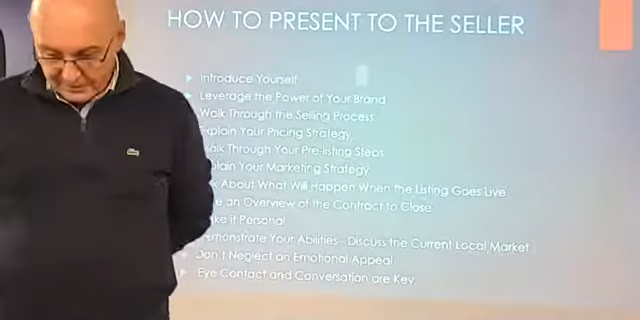 HOW TO PRESENT TO THE SELLER
Introduce Yourself
Leverage the Power of Your Brand
Walk Through the Selling Process
Explain Your Pricing Strategy
Walk Through Your Pre-listing Steps
Your Marketing Strategy
About What Will Happen When the Listing Goes Live
an Overview of the Contract to Close
it Personal
Your Abilities - Discuss the Current Local Market
Don't Neglect an Emotional Appeal
Eye Contact and Conversation are Key